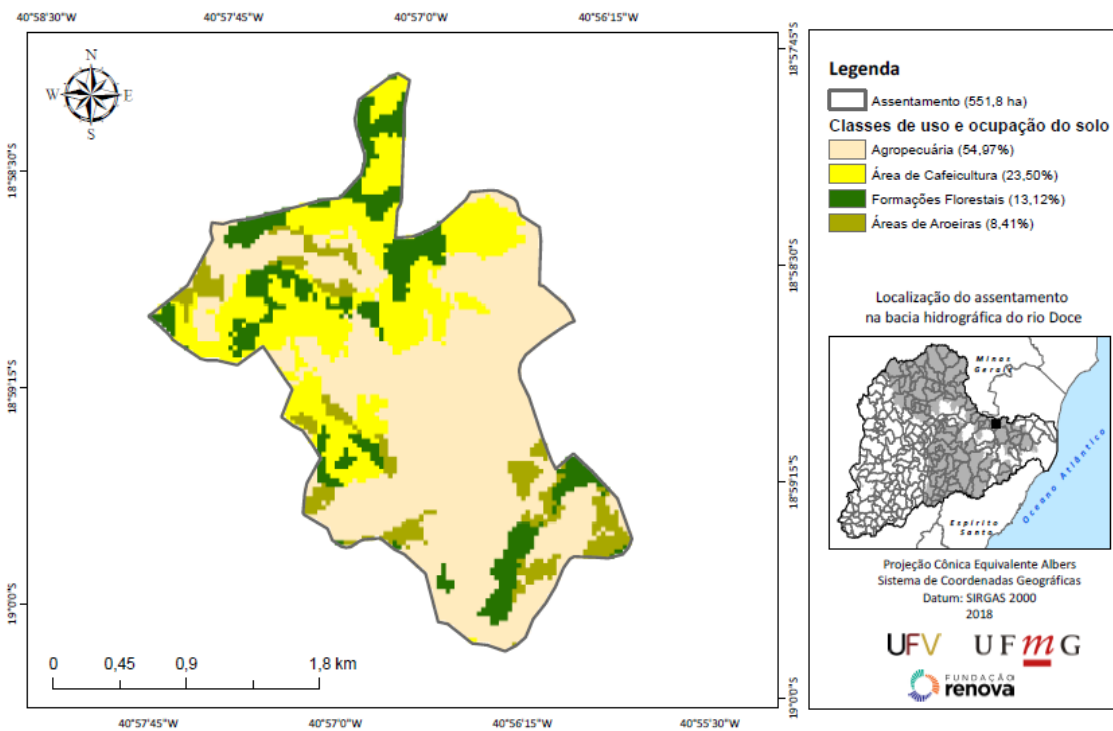 40°58'30"W 40°57'45"W 40°57'0"W 40°56'15"W
18°58'30"S
18°59'15"S
19°0'0"S
N
W E
S
0 0,45 0,9 1,8 km
18°57'45"S
18°58'30"S
18°59'15"S
19°0'0"S
40°57'45"W 40°57'0"W 40°56'15"W 40°55'30"W
Legenda
Assentamento (551,8 ha)
Classes de uso e ocupação do solo
Agropecuária (54,97%)
Área de Cafeicultura (23,50%)
Formações Florestais (13,12%)
Áreas de Aroeiras (8,41%)
Localização do assentamento
na bacia hidrográfica do rio Doce
Minas
Gerais
Oceano Atlântico
Espírito
Santo
Projeção Cônica Equivalente Albers
Sistema de Coordenadas Geográficas
Datum: SIRGAS 2000
2018
UFV UFmG
FUNDAÇÃO
renova